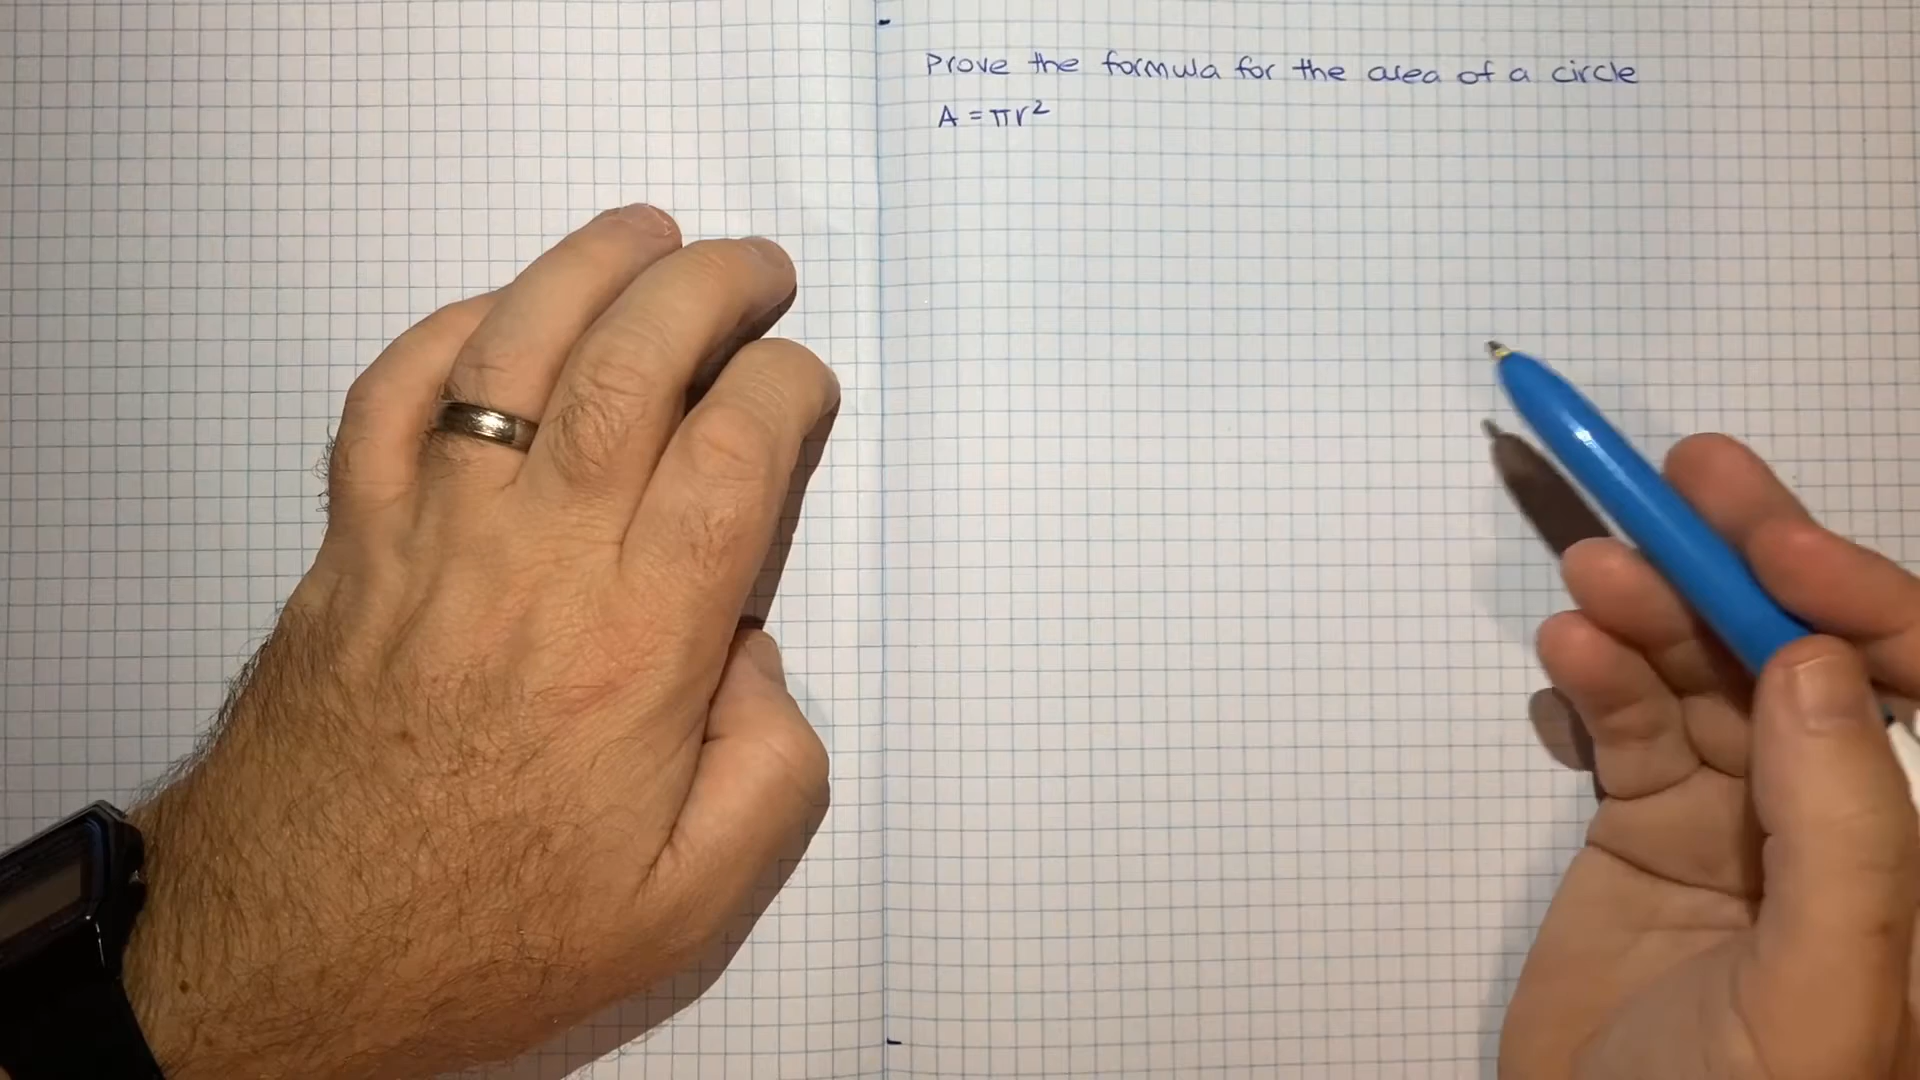 Prove the formula for the area of a circle
A = πr²